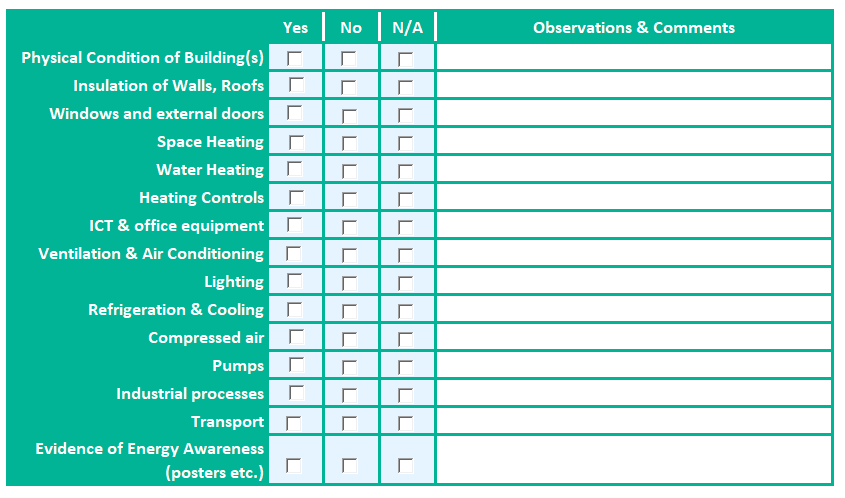 Yes No N/A Observations & Comments
Physical Condition of Building(s)
Insulation of Walls, Roofs
Windows and external doors
Space Heating
Water Heating
Heating Controls
ICT & office equipment
Ventilation & Air Conditioning
Lighting
Refrigeration & Cooling
Compressed air
Pumps
Industrial processes
Transport
Evidence of Energy Awareness
(posters etc.)